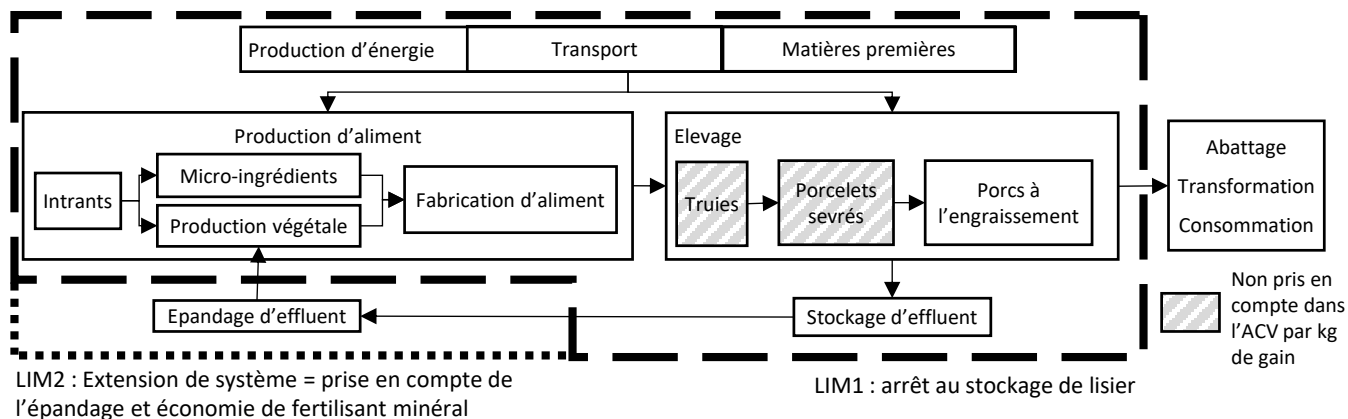 Production d’énergie
Transport
Matières premières
Production d’aliment
Intrants
Micro-ingrédients
Production végétale
Fabrication d’aliment
Elevage
Truies
Porcelets
sevrés
Porcs à
l’engraissement
Abattage
Transformation
Consommation
Epandage d’effluent
Stockage d’effluent
Non pris en
compte dans
l’ACV par kg
de gain
LIM2 : Extension de système = prise en compte de
l’épandage et économie de fertilisant minéral
LIM1 : arrêt au stockage de lisier